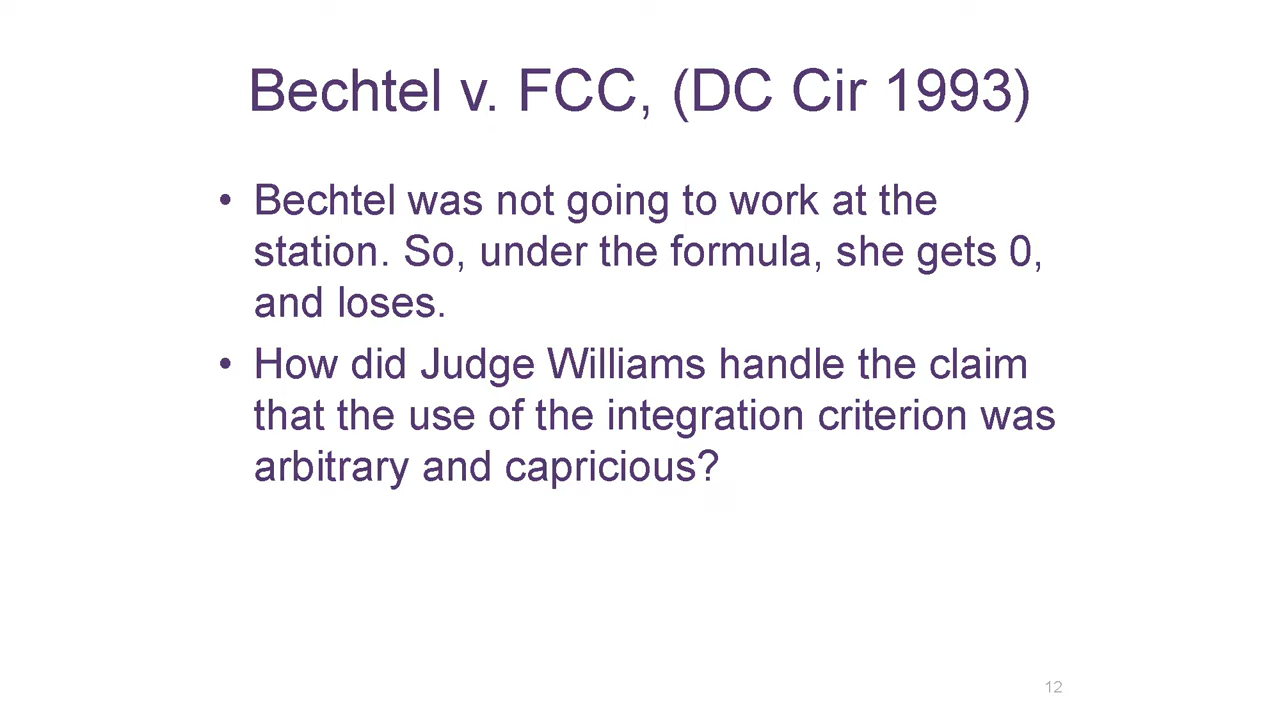 Bechtel v. FCC, (DC Cir 1993)
• Bechtel was not going to work at the
station. So, under the formula, she gets 0,
and loses.
• How did Judge Williams handle the claim
that the use of the integration criterion was
arbitrary and capricious?
12